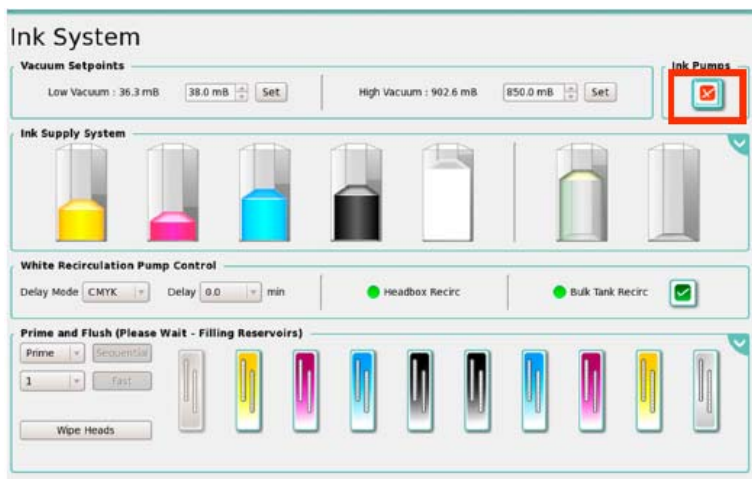 Ink System
Vacuum Setpoints
Ink Pumps
Low Vacuum : 36.3 mB 38.0 mB Set High Vacuum : 902.6 mB 850.0 mB Set
Ink Supply System
White Recirculation Pump Control
Delay Mode CMYK Delay 0.0 min Headbox Recirc Bulk Tank Recirc
Prime and Flush (Please Wait - Filling Reservoirs)
Prime Sequential
1 Fast
Wipe Heads